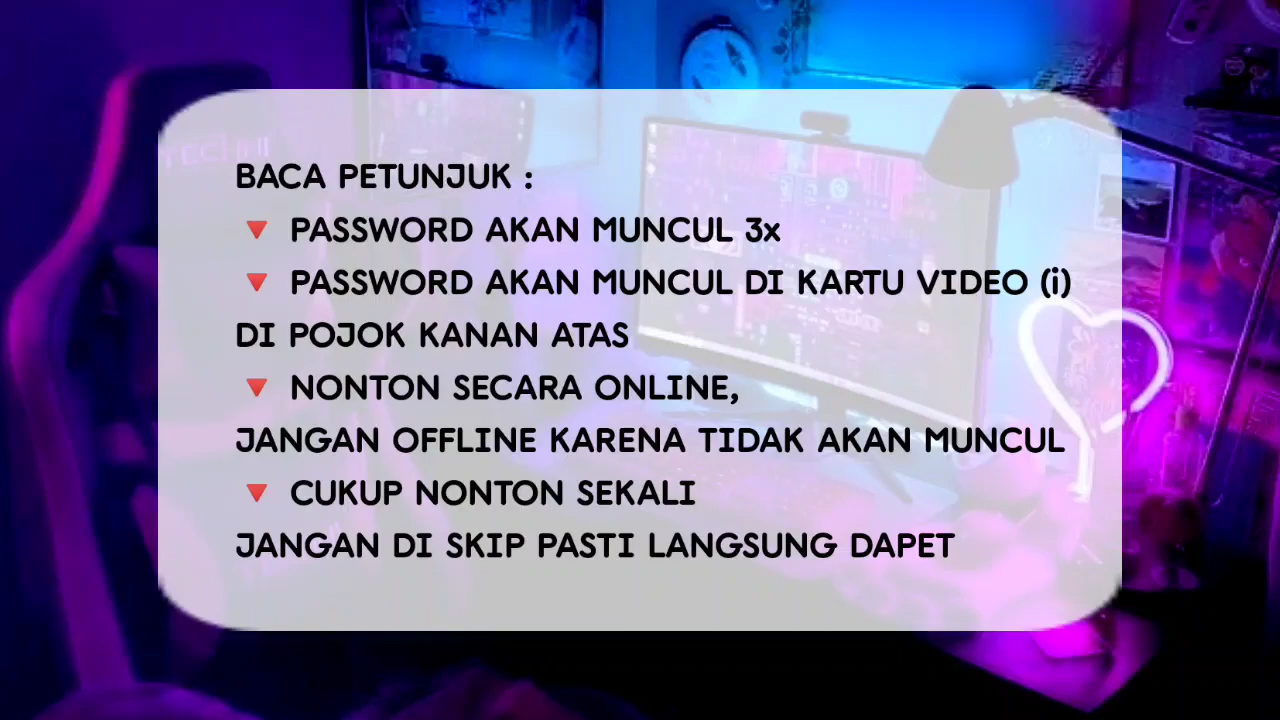 BACA PETUNJUK :
🔻 PASSWORD AKAN MUNCUL 3x
🔻 PASSWORD AKAN MUNCUL DI KARTU VIDEO (i)
DI POJOK KANAN ATAS
🔻 NONTON SECARA ONLINE,
JANGAN OFFLINE KARENA TIDAK AKAN MUNCUL
🔻 CUKUP NONTON SEKALI
JANGAN DI SKIP PASTI LANGSUNG DAPET